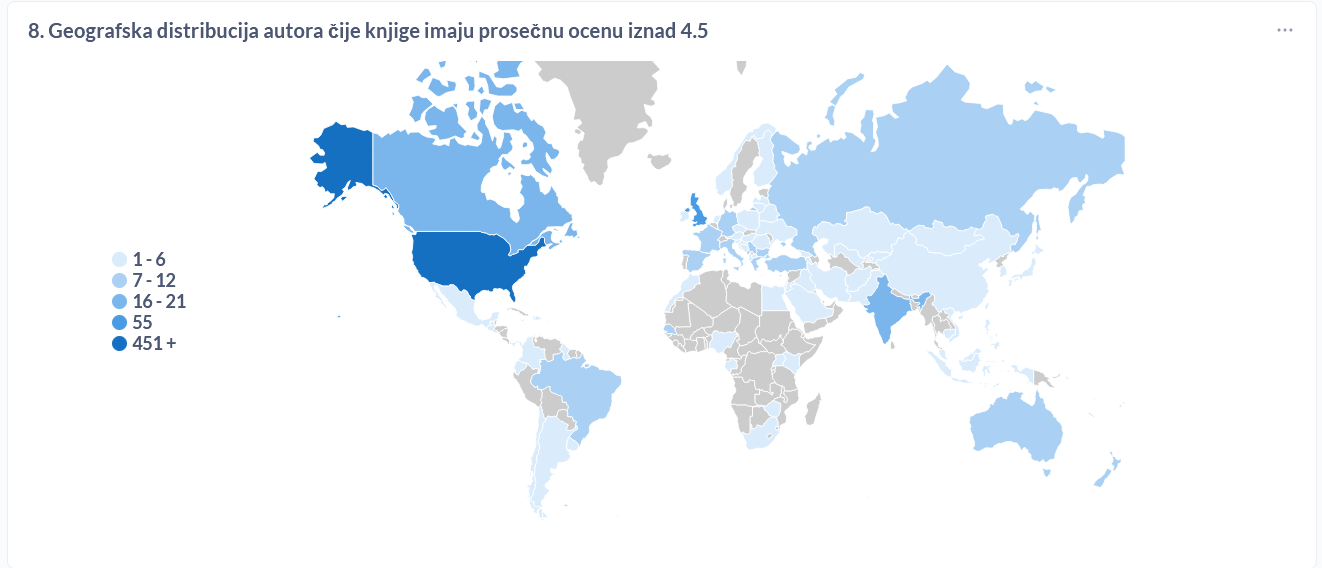 8. Geografska distribucija autora čije knjige imaju prosečnu ocenu iznad 4.5
1 - 6
7 - 12
16 - 21
55
451 +